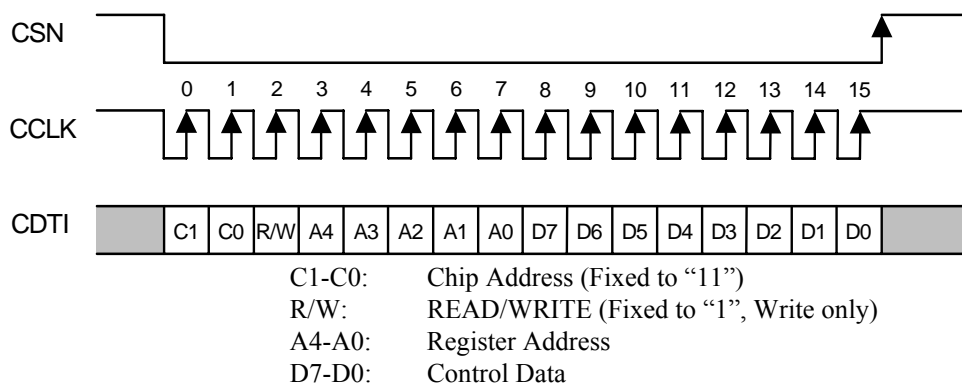 CSN
0 1 2 3 4 5 6 7 8 9 10 11 12 13 14 15
CCLK
CDTI C1 C0 R/W A4 A3 A2 A1 A0 D7 D6 D5 D4 D3 D2 D1 D0
C1-C0: Chip Address (Fixed to “11”)
R/W: READ/WRITE (Fixed to “1”, Write only)
A4-A0: Register Address
D7-D0: Control Data